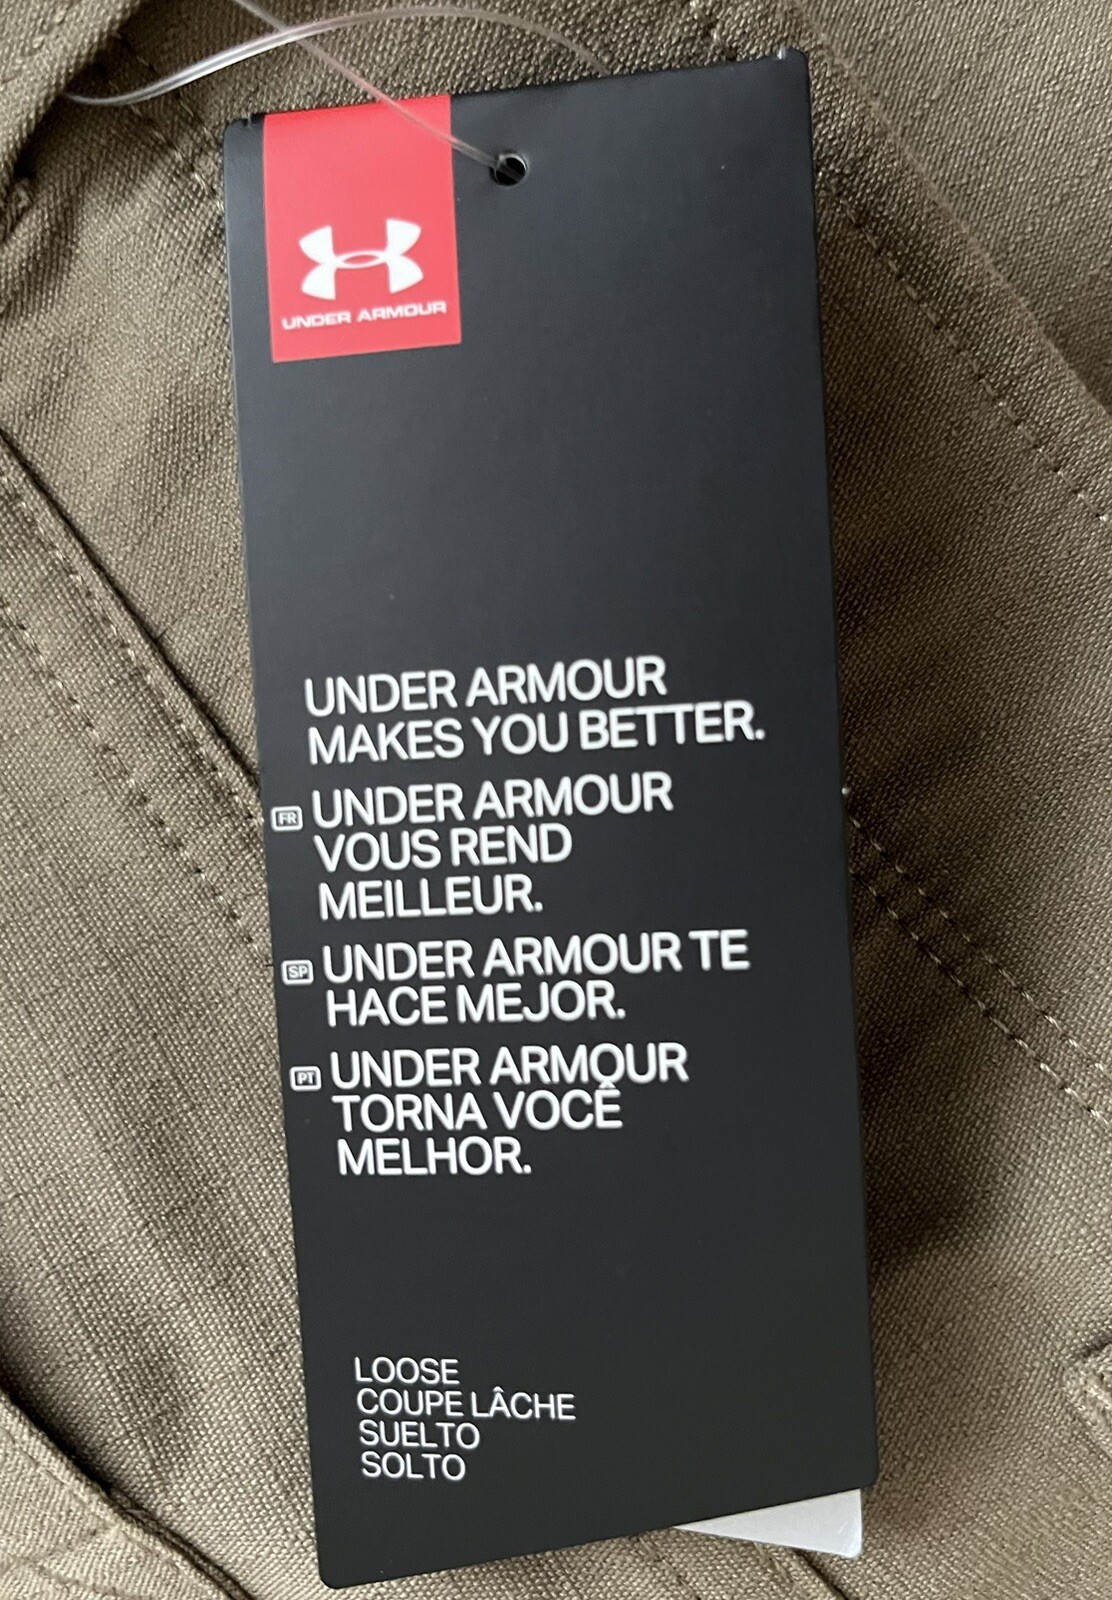 UNDER ARMOUR
UNDER ARMOUR
MAKES YOU BETTER.
FR UNDER ARMOUR
VOUS REND
MEILLEUR.
SP UNDER ARMOUR TE
HACE MEJOR.
PT UNDER ARMOUR
TORNA VOCÊ
MELHOR.
LOOSE
COUPE LÂCHE
SUELTO
SOLTO